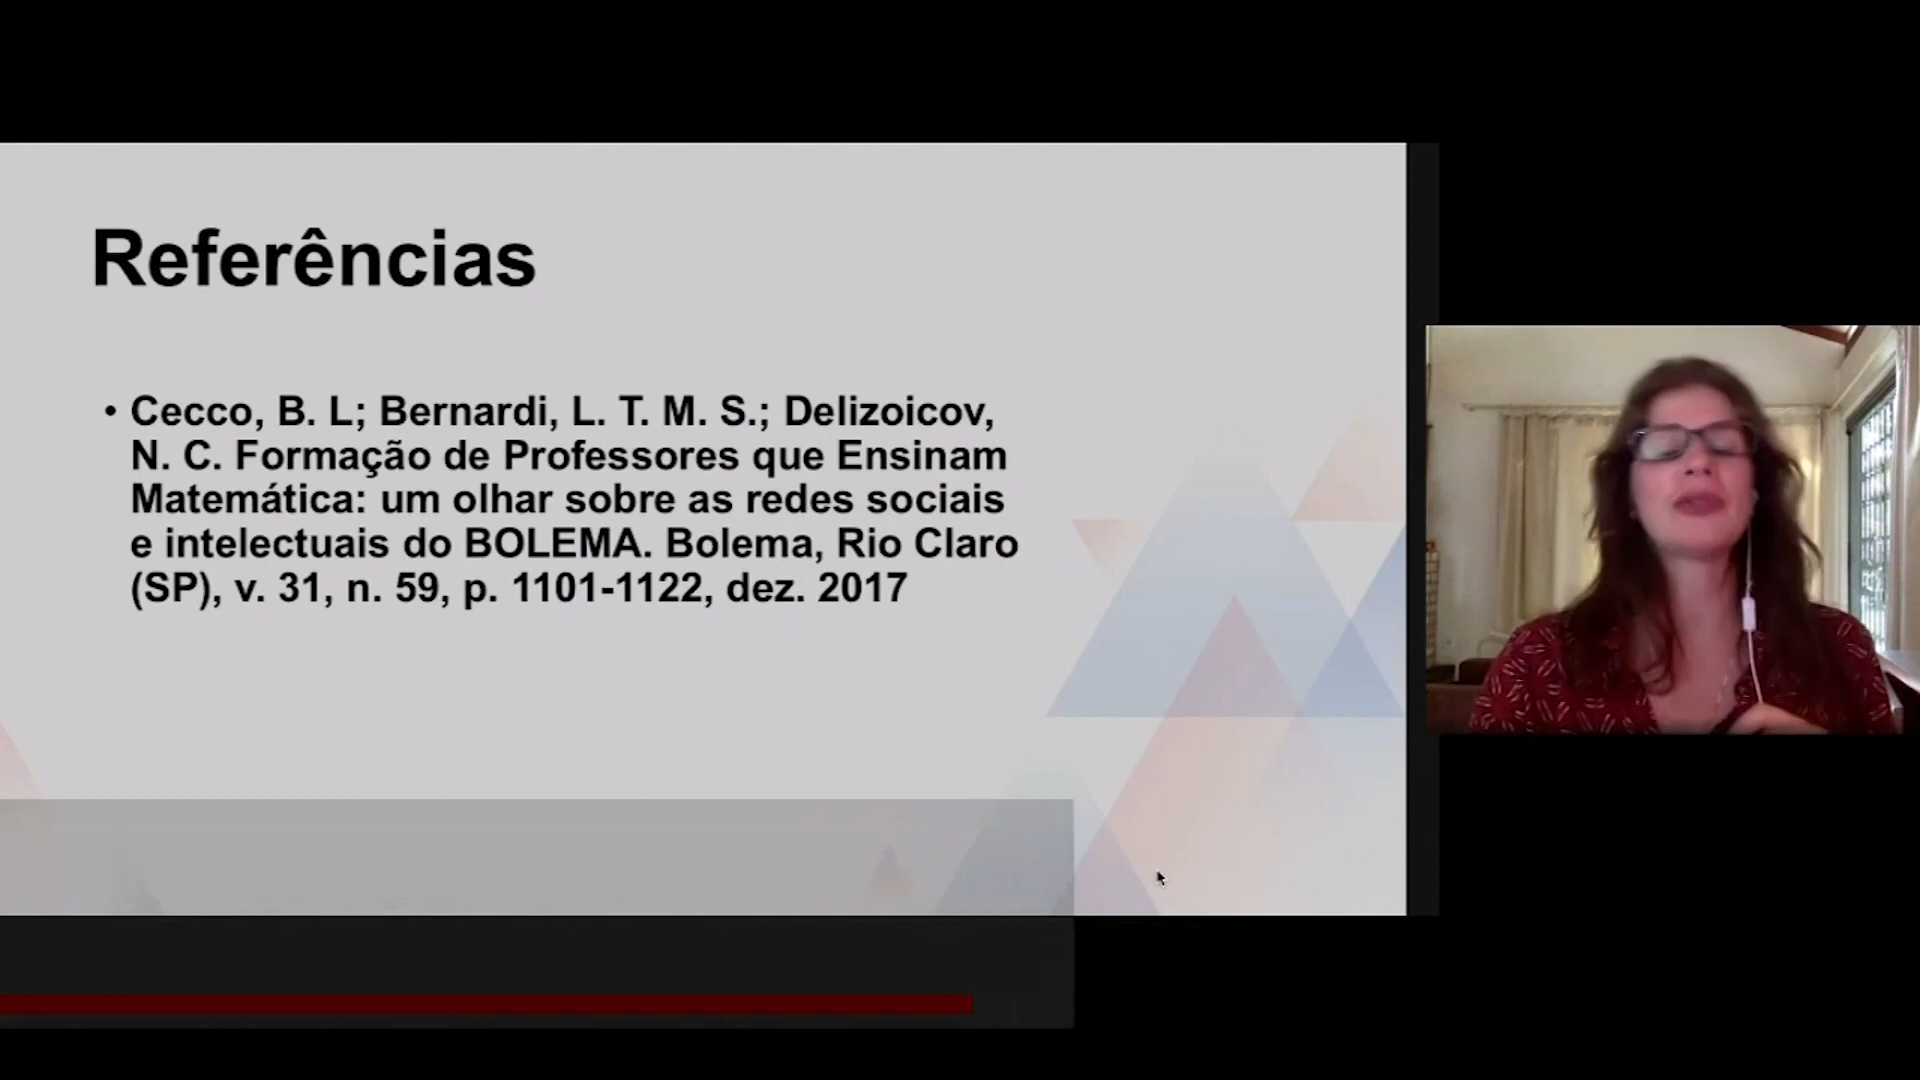 Referências
• Cecco, B. L; Bernardi, L. T. M. S.; Delizoicov,
N. C. Formação de Professores que Ensinam
Matemática: um olhar sobre as redes sociais
e intelectuais do BOLEMA. Bolema, Rio Claro
(SP), v. 31, n. 59, p. 1101-1122, dez. 2017